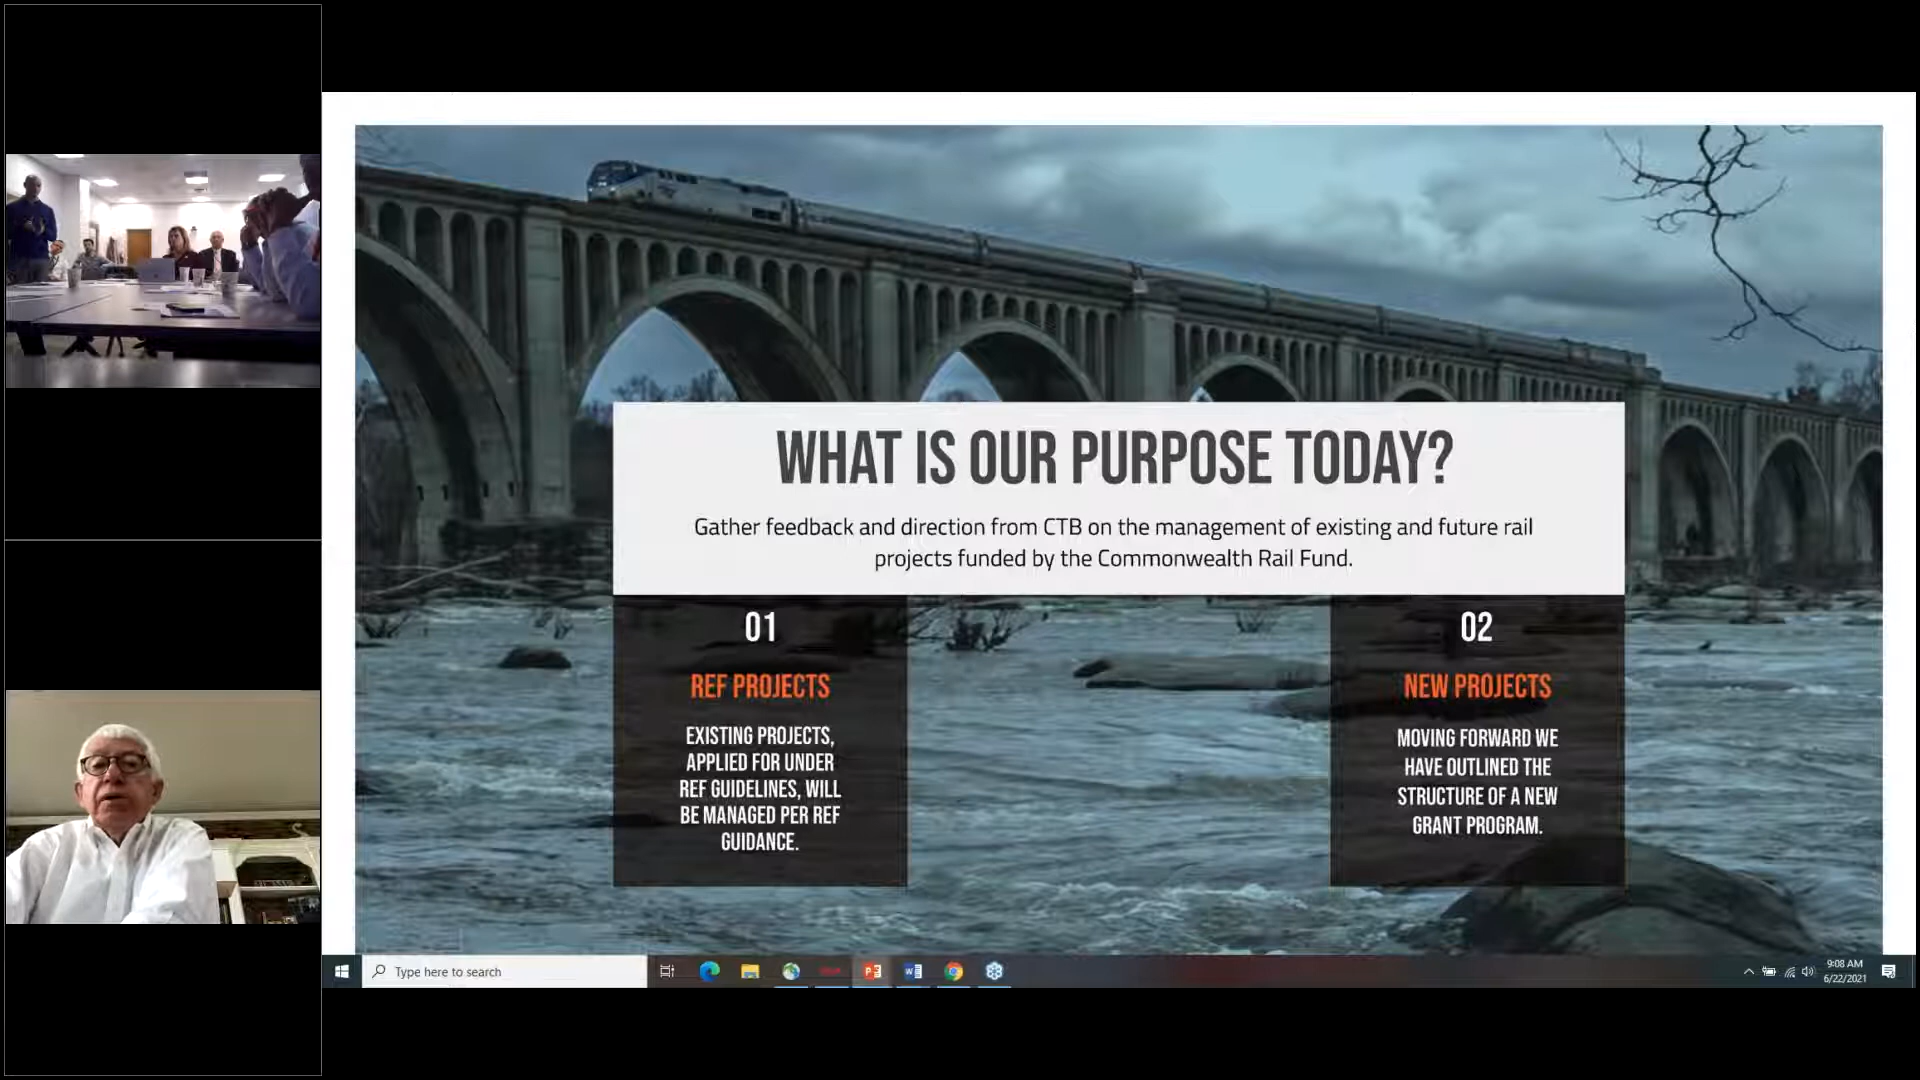 WHAT IS OUR PURPOSE TODAY?
Gather feedback and direction from CTB on the management of existing and future rail
projects funded by the Commonwealth Rail Fund.
01
REF PROJECTS
EXISTING PROJECTS,
APPLIED FOR UNDER
REF GUIDELINES, WILL
BE MANAGED PER REF
GUIDANCE.
02
NEW PROJECTS
MOVING FORWARD WE
HAVE OUTLINED THE
STRUCTURE OF A NEW
GRANT PROGRAM.
Type here to search
9:08 AM
6/22/2021